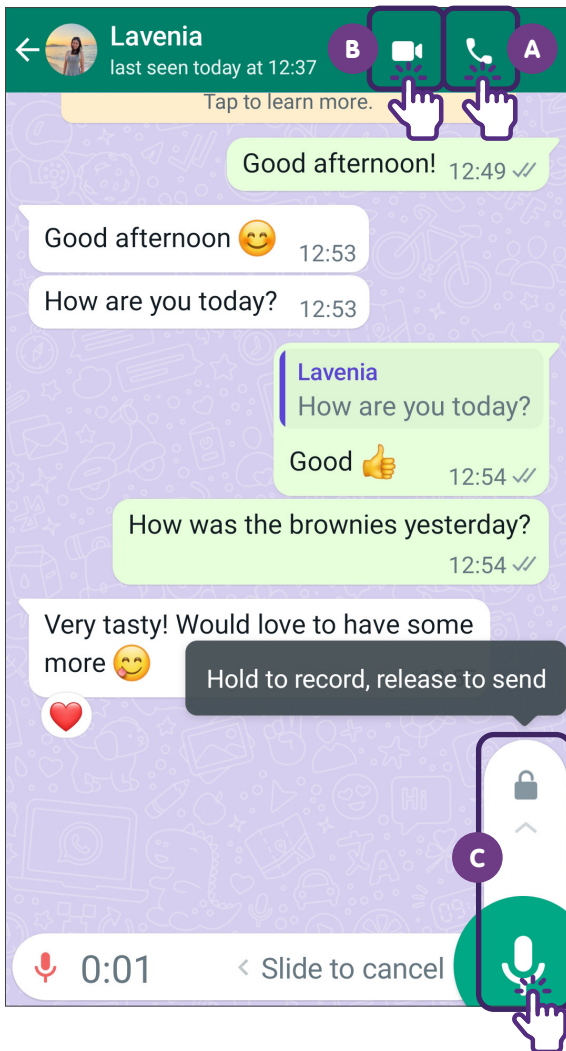 Lavenia
last seen today at 12:37
B
A
Tap to learn more.
Good afternoon! 12:49
Good afternoon 😊 12:53
How are you today? 12:53
Lavenia
How are you today?
Good 👍 12:54
How was the brownies yesterday?
12:54
Very tasty! Would love to have some
more 😋
Hold to record, release to send
Hi
C
0:01 < Slide to cancel